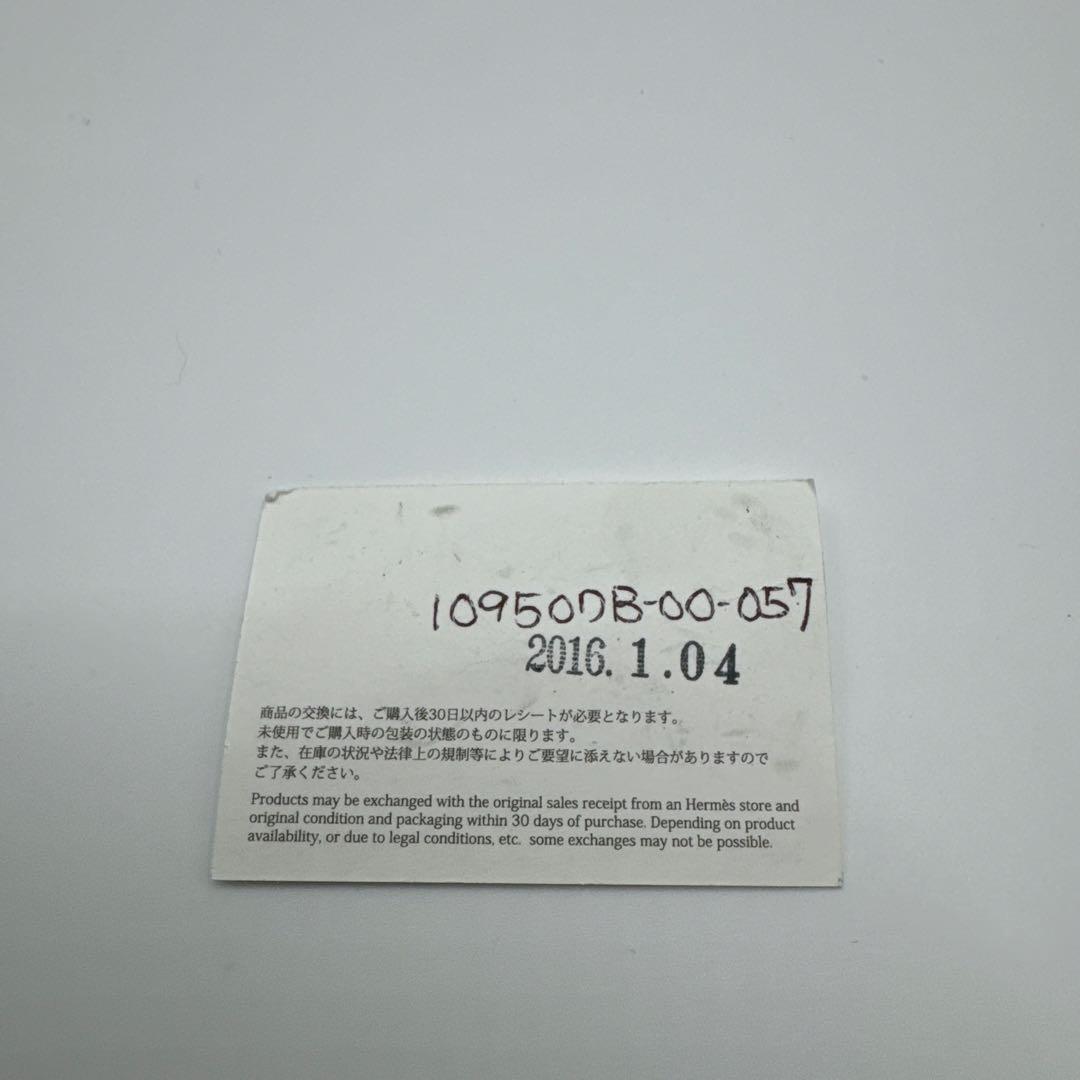 109507B-00-057
2016.1.04
商品の交換には、ご購入後30日以内のレシートが必要となります。
未使用でご購入時の包装の状態のものに限ります。
また、在庫の状況や法律上の規制等によりご要望に添えない場合がありますので
ご了承ください。
Products may be exchanged with the original sales receipt from an Hermès store and
original condition and packaging within 30 days of purchase. Depending on product
availability, or due to legal conditions, etc. some exchanges may not be possible.